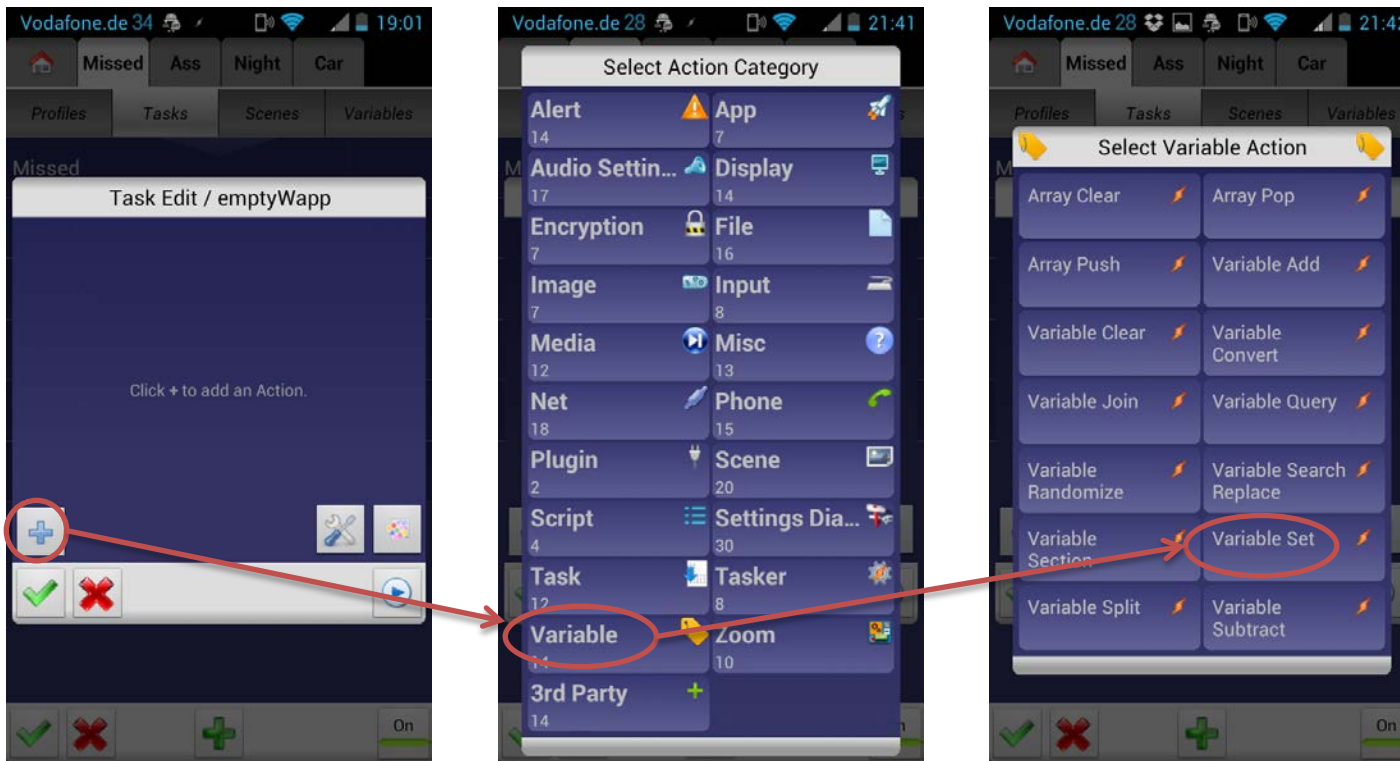 Vodafone.de 34 19:01
Missed Ass Night Car
Profiles Tasks Scenes Variables
Missed
Task Edit / emptyWapp
Click + to add an Action.
On
Vodafone.de 28 21:41
Select Action Category
Alert
14
App
7
Audio Settin...
17
Display
14
Encryption
7
File
16
Image
7
Input
8
Media
12
Misc
13
Net
18
Phone
15
Plugin
2
Scene
20
Script
4
Settings Dia...
30
Task
12
Tasker
8
Variable
14
Zoom
10
3rd Party
14
Vodafone.de 28 21:42
Missed Ass Night Car
Profiles Tasks Scenes Variables
Select Variable Action
Array Clear
Array Pop
Array Push
Variable Add
Variable Clear
Variable
Convert
Variable Join
Variable Query
Variable
Randomize
Variable Search
Replace
Variable
Section
Variable Set
Variable Split
Variable
Subtract
On